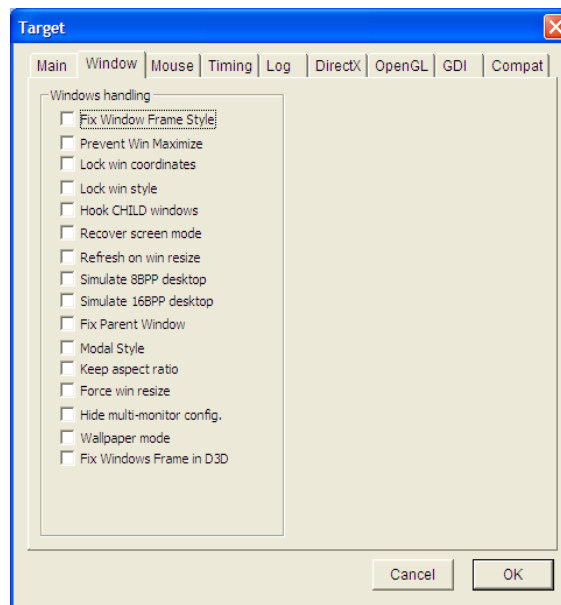 Target
Main Window Mouse Timing Log DirectX OpenGL GDI Compat
Windows handling
Fix Window Frame Style
Prevent Win Maximize
Lock win coordinates
Lock win style
Hook CHILD windows
Recover screen mode
Refresh on win resize
Simulate 8BPP desktop
Simulate 16BPP desktop
Fix Parent Window
Modal Style
Keep aspect ratio
Force win resize
Hide multi-monitor config.
Wallpaper mode
Fix Windows Frame in D3D
Cancel OK